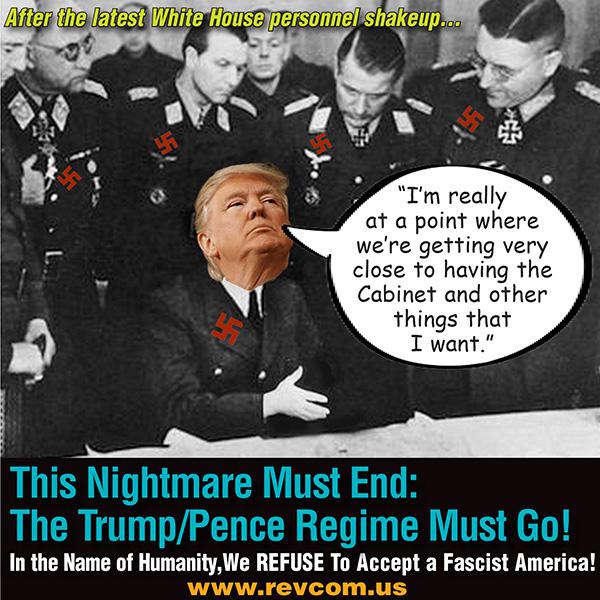 After the latest White House personnel shakeup...
“I’m really
at a point where
we’re getting very
close to having the
Cabinet and other
things that
I want.”
This Nightmare Must End:
The Trump/Pence Regime Must Go!
In the Name of Humanity,We REFUSE To Accept a Fascist America!
www.revcom.us